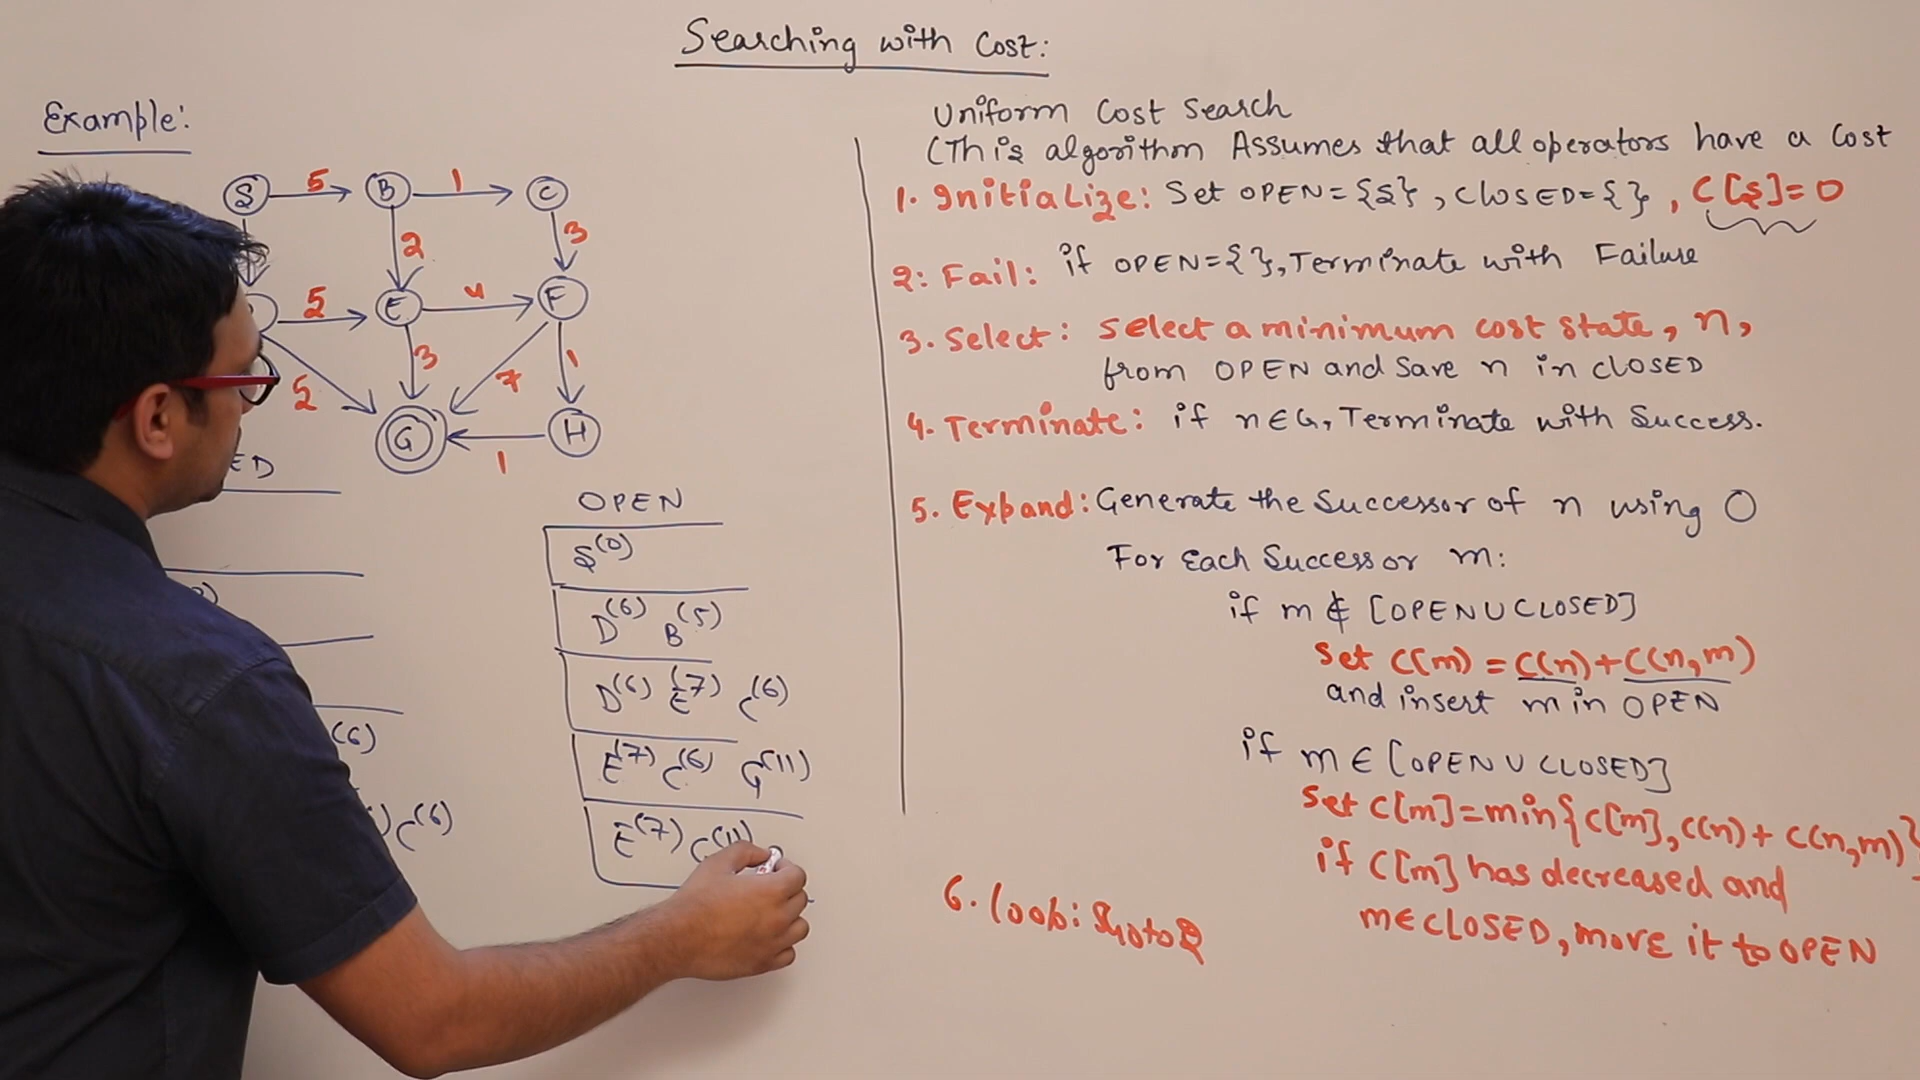 Searching with Cost:
Example:
S 5 B 1 C
2 3
5 E 4 F
5 3 7 1
G H
1
ED
OPEN
S(0)
D(6) B(5)
D(6) E(7) C(6)
E(7) C(6) G(11)
E(7) G(11)
(6)
C(6)
Uniform Cost Search
(This algorithm Assumes that all operators have a Cost
1. Initialize: Set OPEN={S}, CLOSED={}, C[S]=0
2: Fail: if OPEN={}, Terminate with Failure
3. Select: Select a minimum cost state, n,
from OPEN and Save n in CLOSED
4. Terminate: if n∈G, Terminate with Success.
5. Expand: Generate the Successor of n using O
For Each Successor m:
if m ∉ [OPEN∪CLOSED]
Set C(m) = C(n)+C(n,m)
and insert m in OPEN
if m ∈ [OPEN∪CLOSED]
Set C[m]=min{C[m], C(n)+C(n,m)}
if C[m] has decreased and
m∈CLOSED, move it to OPEN
6. loop: Goto 2